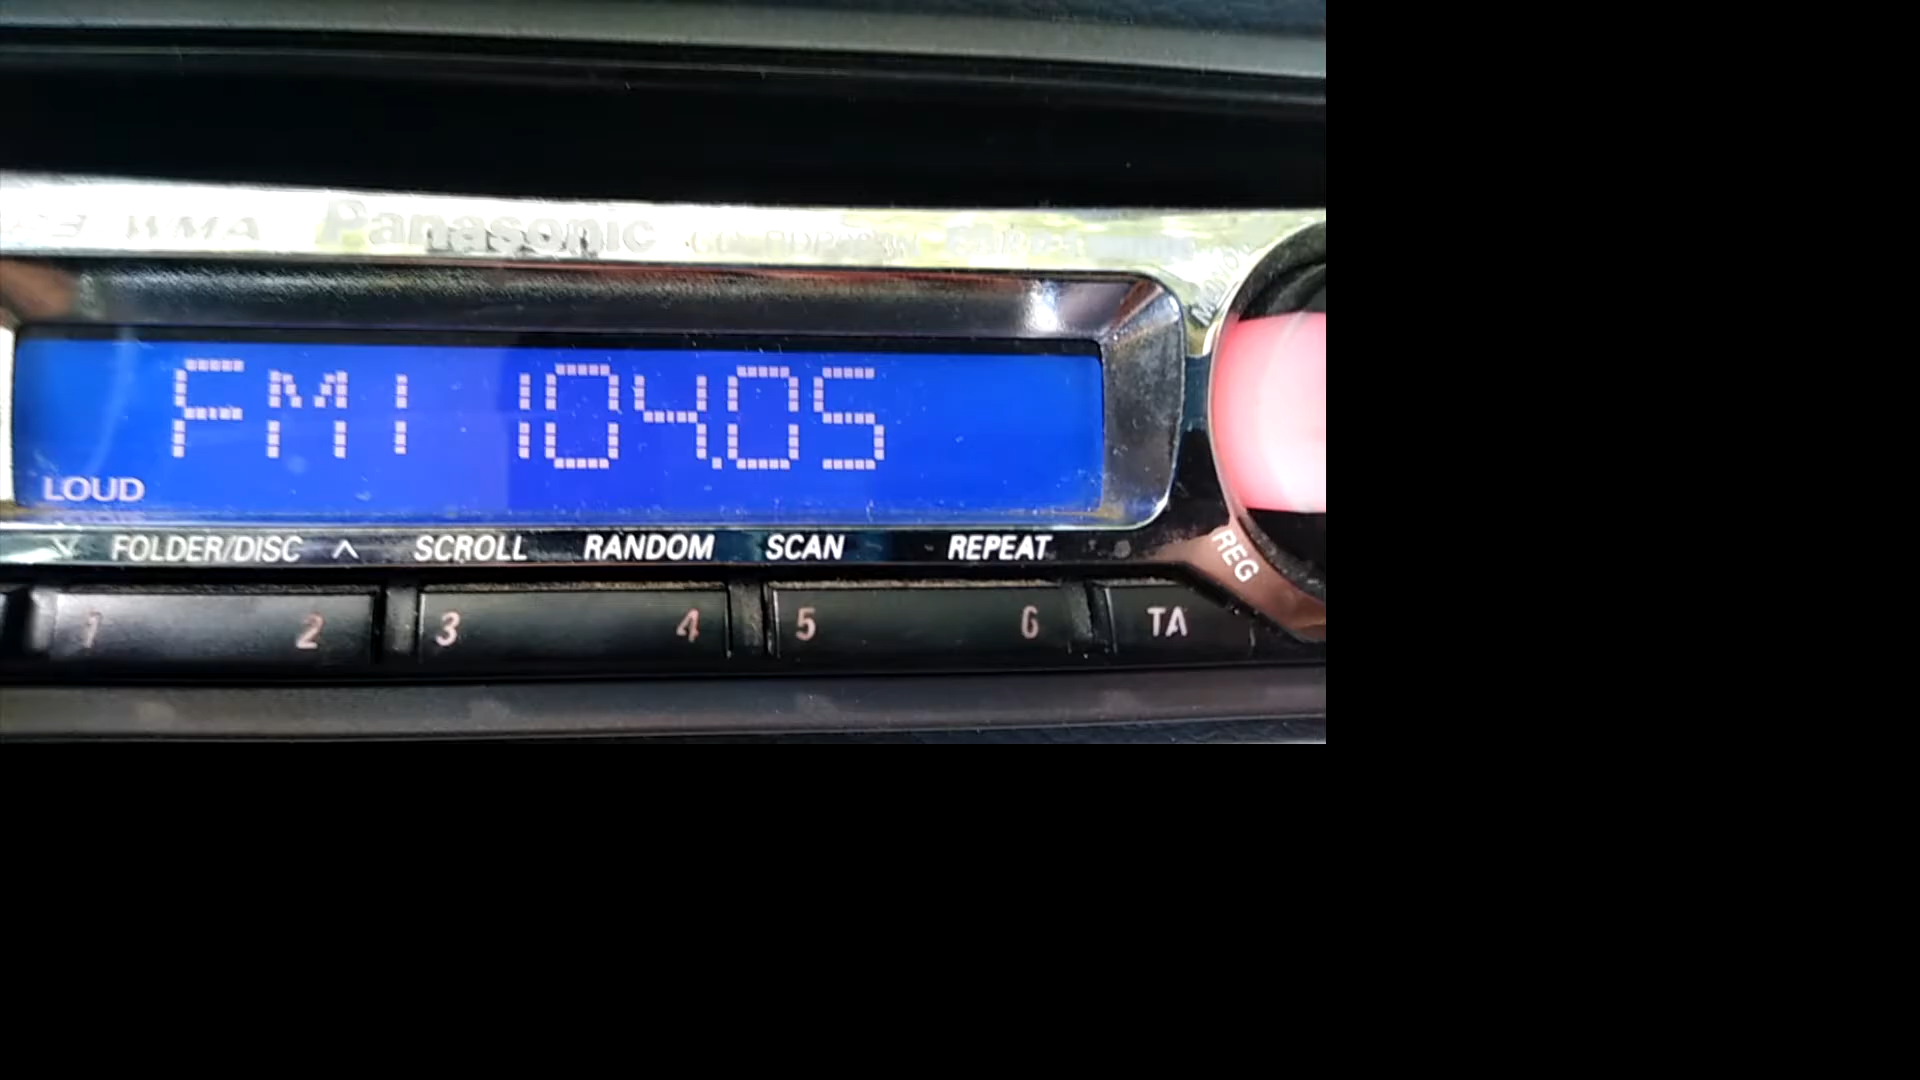 WMA Panasonic
FM1 104.05
LOUD
FOLDER/DISC SCROLL RANDOM SCAN REPEAT
REG
1 2 3 4 5 6 TA